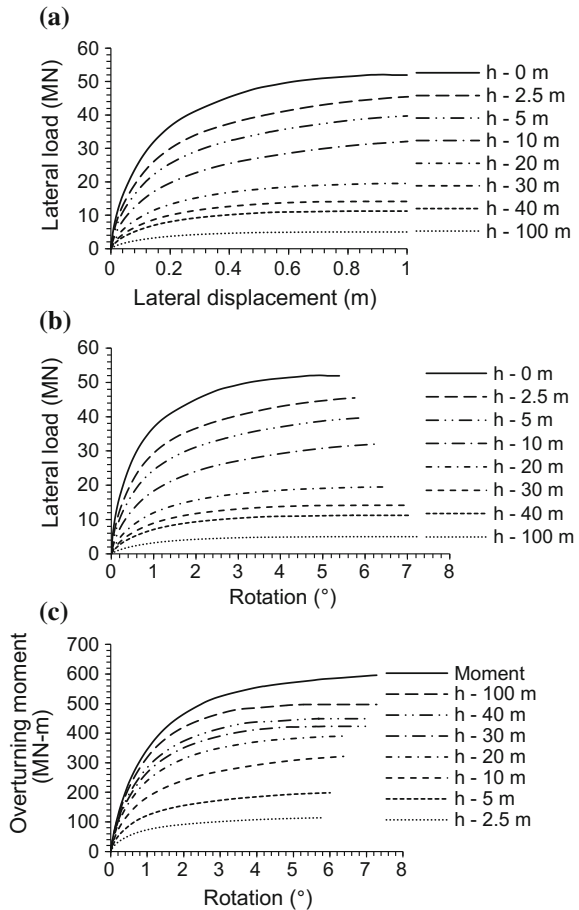 (a)
Lateral load (MN)
60
50
40
30
20
10
0
0 0.2 0.4 0.6 0.8 1
Lateral displacement (m)
h - 0 m
h - 2.5 m
h - 5 m
h - 10 m
h - 20 m
h - 30 m
h - 40 m
h - 100 m
(b)
Lateral load (MN)
60
50
40
30
20
10
0
0 1 2 3 4 5 6 7 8
Rotation (°)
h - 0 m
h - 2.5 m
h - 5 m
h - 10 m
h - 20 m
h - 30 m
h - 40 m
h - 100 m
(c)
Overturning moment
(MN-m)
700
600
500
400
300
200
100
0
0 1 2 3 4 5 6 7 8
Rotation (°)
Moment
h - 100 m
h - 40 m
h - 30 m
h - 20 m
h - 10 m
h - 5 m
h - 2.5 m